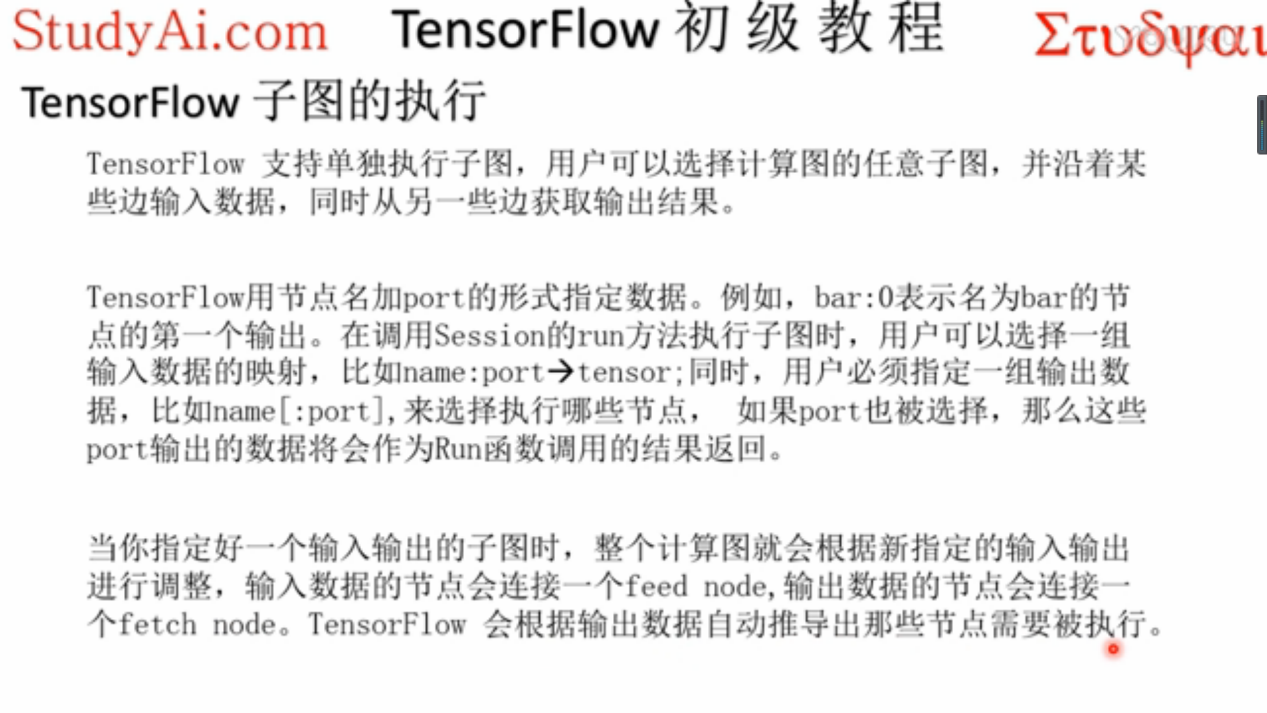 StudyAi.com
TensorFlow 初 级 教 程
Στυδψαι
TensorFlow 子图的执行
TensorFlow 支持单独执行子图，用户可以选择计算图的任意子图，并沿着某
些边输入数据，同时从另一些边获取输出结果。
TensorFlow用节点名加port的形式指定数据。例如，bar:0表示名为bar的节
点的第一个输出。在调用Session的run方法执行子图时，用户可以选择一组
输入数据的映射，比如name:port→tensor;同时，用户必须指定一组输出数
据，比如name[:port],来选择执行哪些节点， 如果port也被选择，那么这些
port输出的数据将会作为Run函数调用的结果返回。
当你指定好一个输入输出的子图时，整个计算图就会根据新指定的输入输出
进行调整，输入数据的节点会连接一个feed node,输出数据的节点会连接一
个fetch node。TensorFlow 会根据输出数据自动推导出那些节点需要被执行。